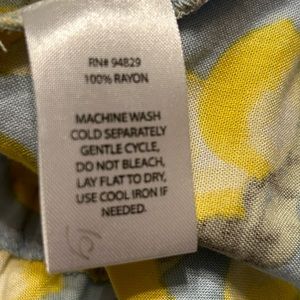 RN# 94829
100% RAYON
MACHINE WASH
COLD SEPARATELY
GENTLE CYCLE,
DO NOT BLEACH,
LAY FLAT TO DRY,
USE COOL IRON IF
NEEDED.